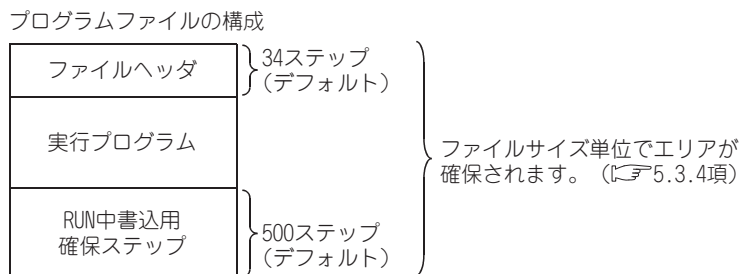 プログラムファイルの構成
ファイルヘッダ
34ステップ
(デフォルト)
実行プログラム
ファイルサイズ単位でエリアが
確保されます。(5.3.4項)
RUN中書込用
確保ステップ
500ステップ
(デフォルト)